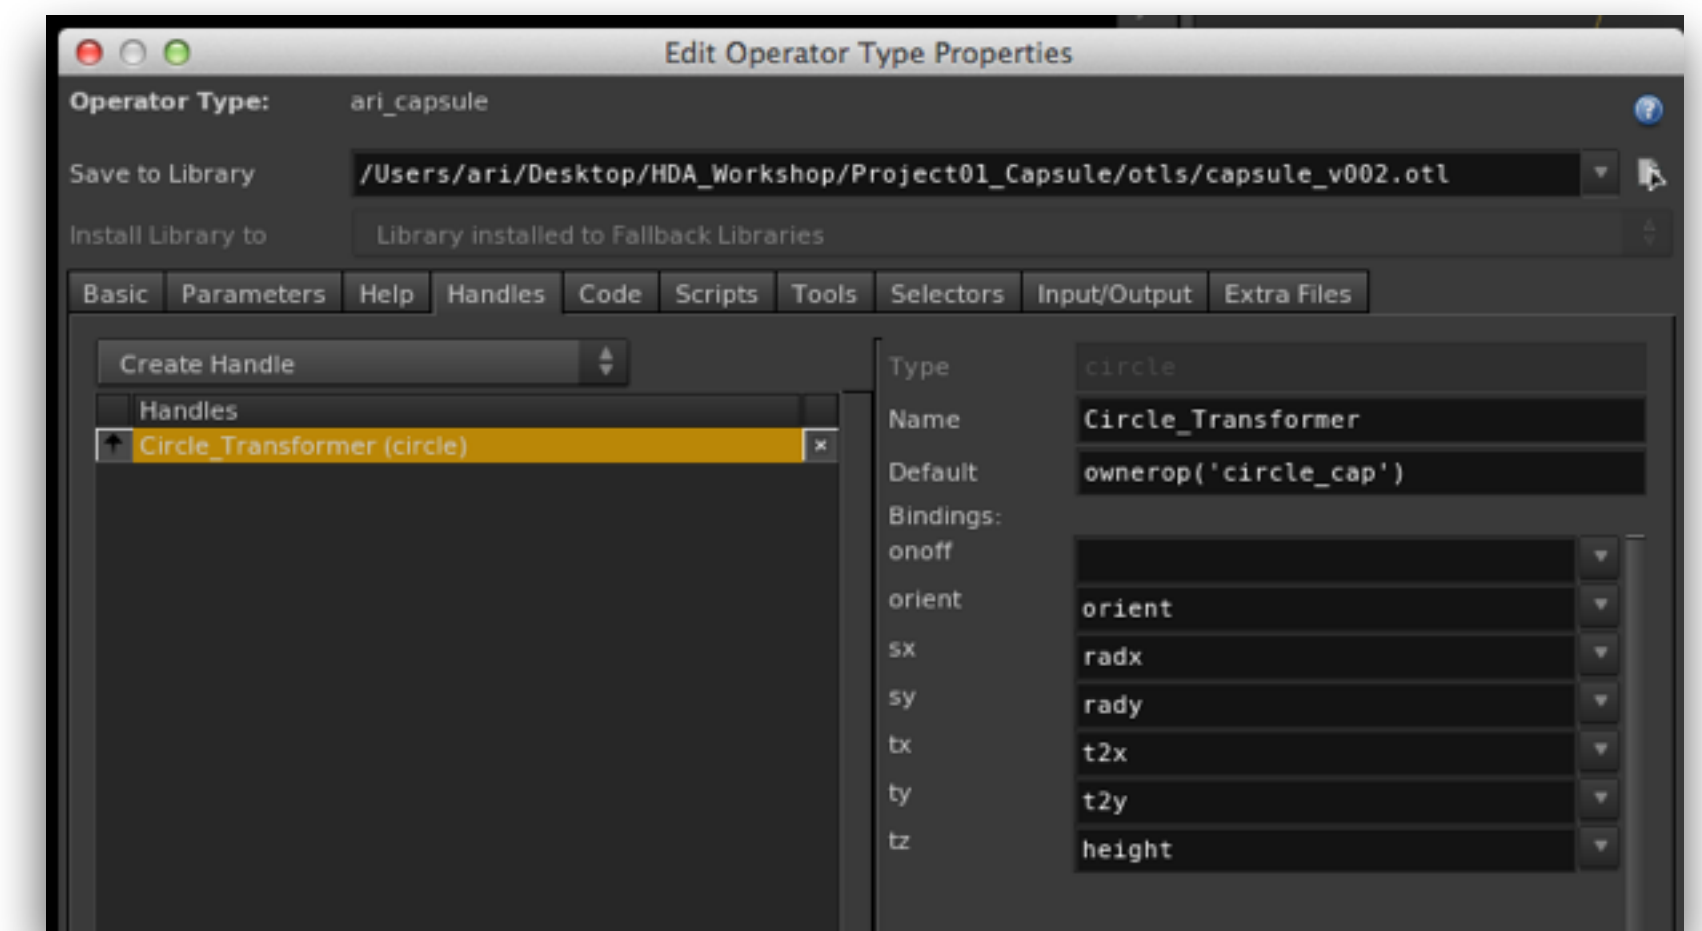 Edit Operator Type Properties
Operator Type: ari_capsule
Save to Library /Users/ari/Desktop/HDA_Workshop/Project01_Capsule/otls/capsule_v002.otl
Install Library to Library installed to Fallback Libraries
Basic Parameters Help Handles Code Scripts Tools Selectors Input/Output Extra Files
Create Handle
Handles
Circle_Transformer (circle)
Type circle
Name Circle_Transformer
Default ownerop('circle_cap')
Bindings:
onoff
orient orient
sx radx
sy rady
tx t2x
ty t2y
tz height